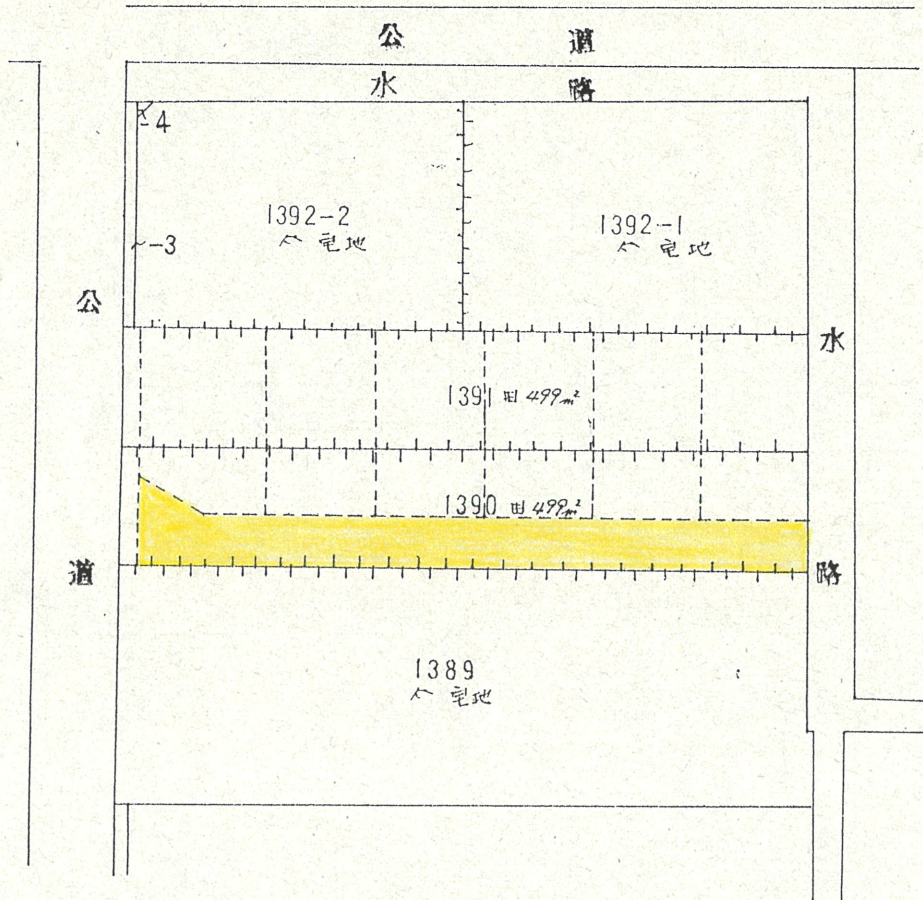 公 道
水 路
-4
1392-2
宅地
1392-1
宅地
-3
公
水
1391 田 499㎡
1390 田 499㎡
道
路
1389
宅地